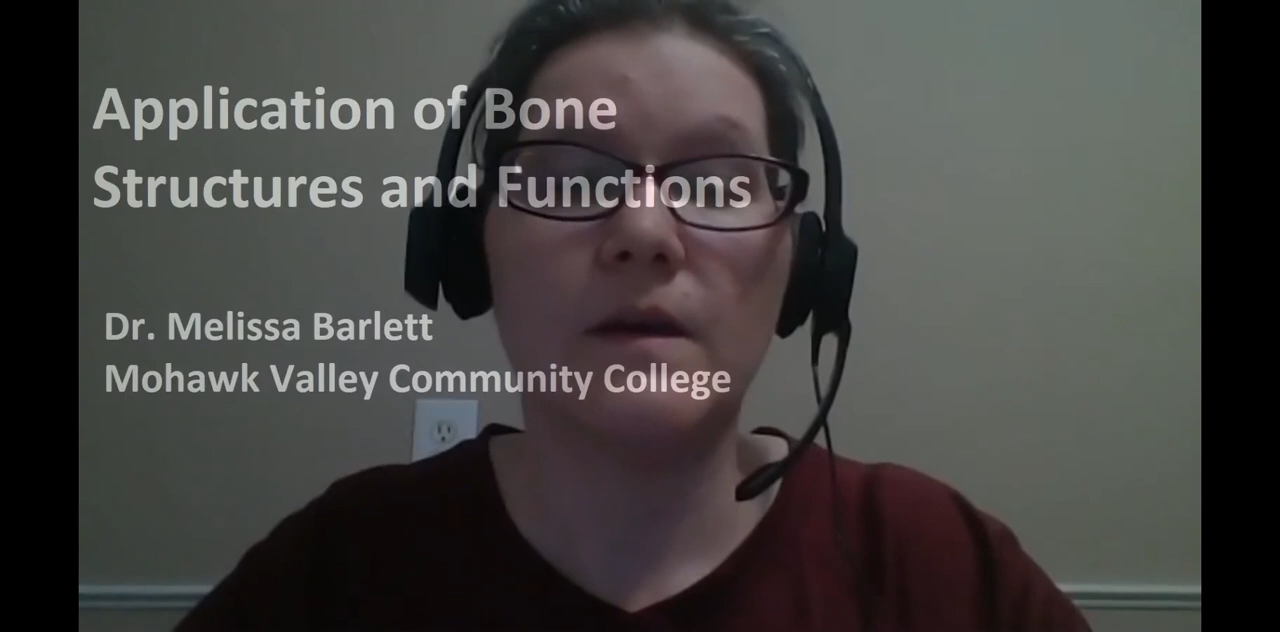 Application of Bone
Structures and Functions
Dr. Melissa Barlett
Mohawk Valley Community College